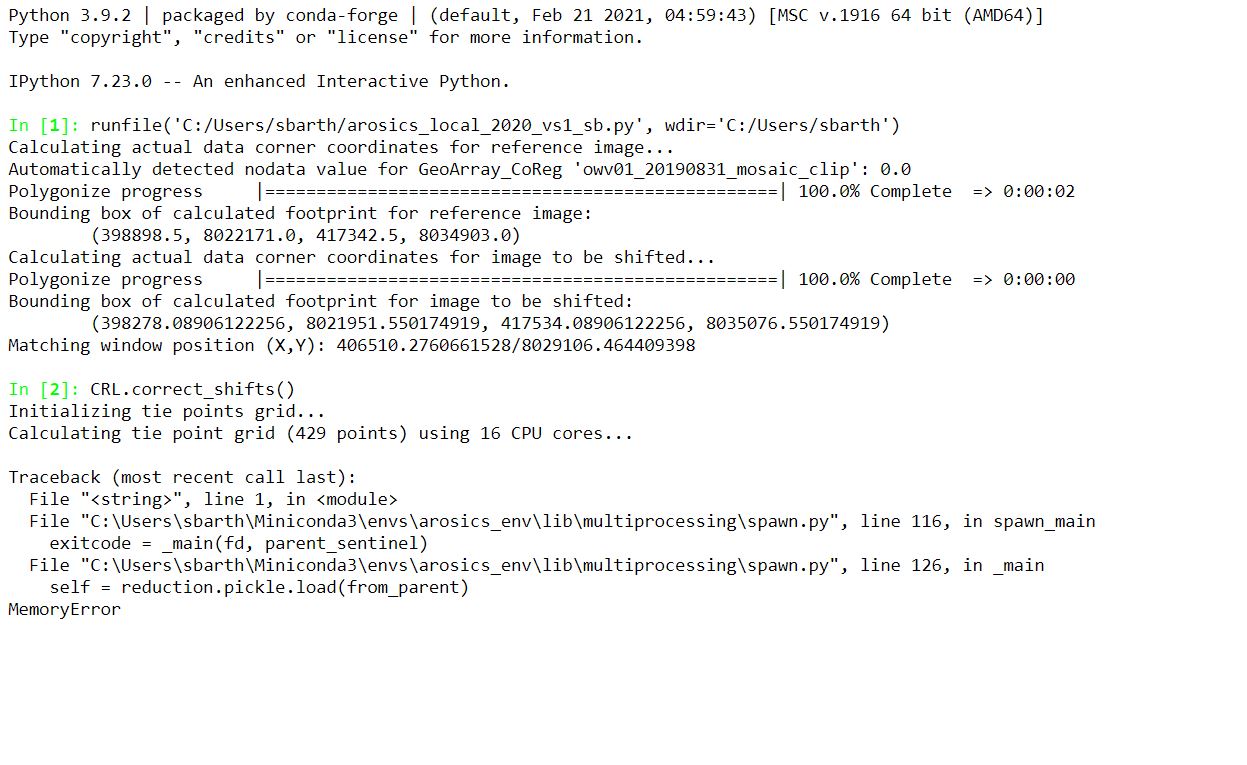 Python 3.9.2 | packaged by conda-forge | (default, Feb 21 2021, 04:59:43) [MSC v.1916 64 bit (AMD64)]
Type "copyright", "credits" or "license" for more information.
IPython 7.23.0 -- An enhanced Interactive Python.
In [1]: runfile('C:/Users/sbarth/arosics_local_2020_vs1_sb.py', wdir='C:/Users/sbarth')
Calculating actual data corner coordinates for reference image...
Automatically detected nodata value for GeoArray_CoReg 'owv01_20190831_mosaic_clip': 0.0
Polygonize progress     |==================================================| 100.0% Complete  => 0:00:02
Bounding box of calculated footprint for reference image:
        (398898.5, 8022171.0, 417342.5, 8034903.0)
Calculating actual data corner coordinates for image to be shifted...
Polygonize progress     |==================================================| 100.0% Complete  => 0:00:00
Bounding box of calculated footprint for image to be shifted:
        (398278.08906122256, 8021951.550174919, 417534.08906122256, 8035076.550174919)
Matching window position (X,Y): 406510.2760661528/8029106.464409398
In [2]: CRL.correct_shifts()
Initializing tie points grid...
Calculating tie point grid (429 points) using 16 CPU cores...
Traceback (most recent call last):
  File "<string>", line 1, in <module>
  File "C:\Users\sbarth\Miniconda3\envs\arosics_env\lib\multiprocessing\spawn.py", line 116, in spawn_main
    exitcode = _main(fd, parent_sentinel)
  File "C:\Users\sbarth\Miniconda3\envs\arosics_env\lib\multiprocessing\spawn.py", line 126, in _main
    self = reduction.pickle.load(from_parent)
MemoryError